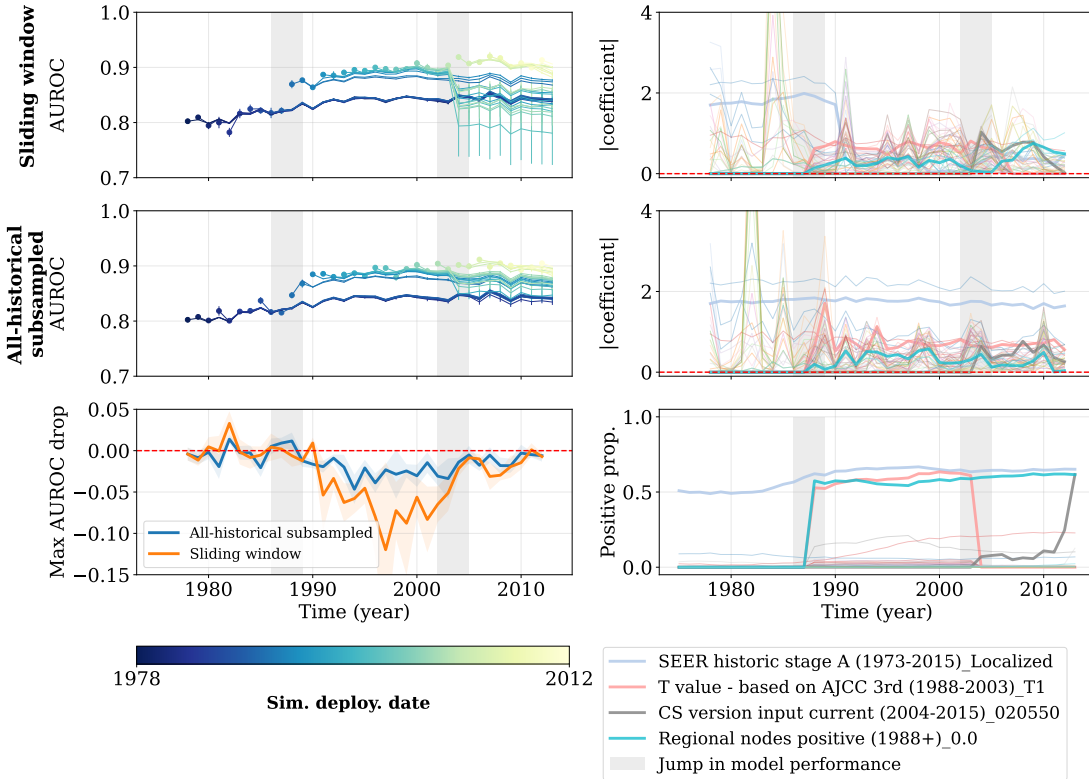 Sliding window
AUROC
1.0
0.9
0.8
0.7
|coefficient|
4
2
0
All-historical
subsampled
AUROC
1.0
0.9
0.8
0.7
|coefficient|
4
2
0
Max AUROC drop
0.05
0.00
−0.05
−0.10
−0.15
All-historical subsampled
Sliding window
1980
1990
2000
2010
Time (year)
Positive prop.
1.0
0.5
0.0
1980
1990
2000
2010
Time (year)
1978
2012
Sim. deploy. date
SEER historic stage A (1973-2015)_Localized
T value - based on AJCC 3rd (1988-2003)_T1
CS version input current (2004-2015)_020550
Regional nodes positive (1988+)_0.0
Jump in model performance